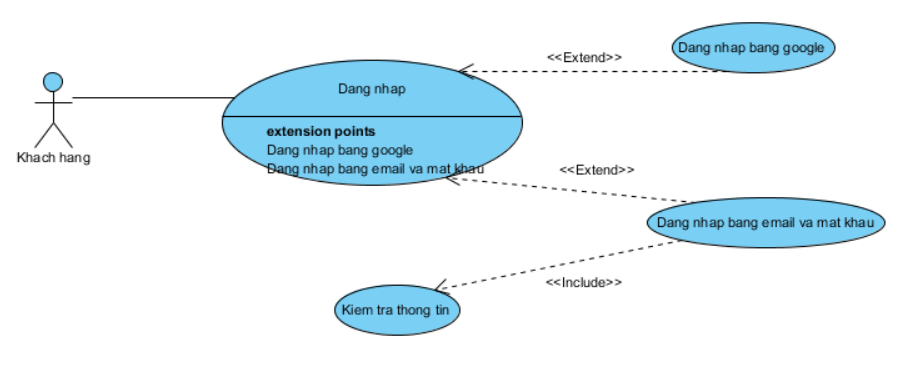 Dang nhap bang google
<<Extend>>
Dang nhap
extension points
Dang nhap bang google
Dang nhap bang email va mat khau
Khach hang
<<Extend>>
Dang nhap bang email va mat khau
<<Include>>
Kiem tra thong tin